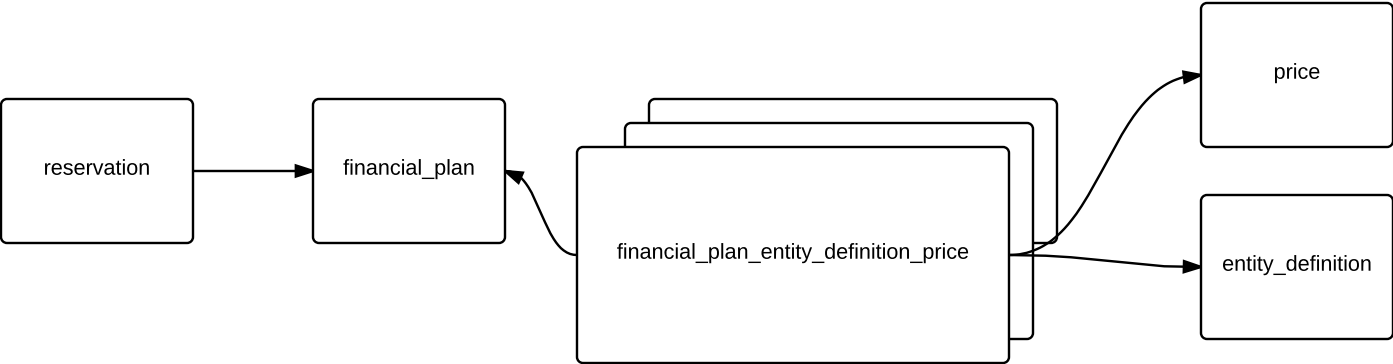 reservation
financial_plan
financial_plan_entity_definition_price
price
entity_definition